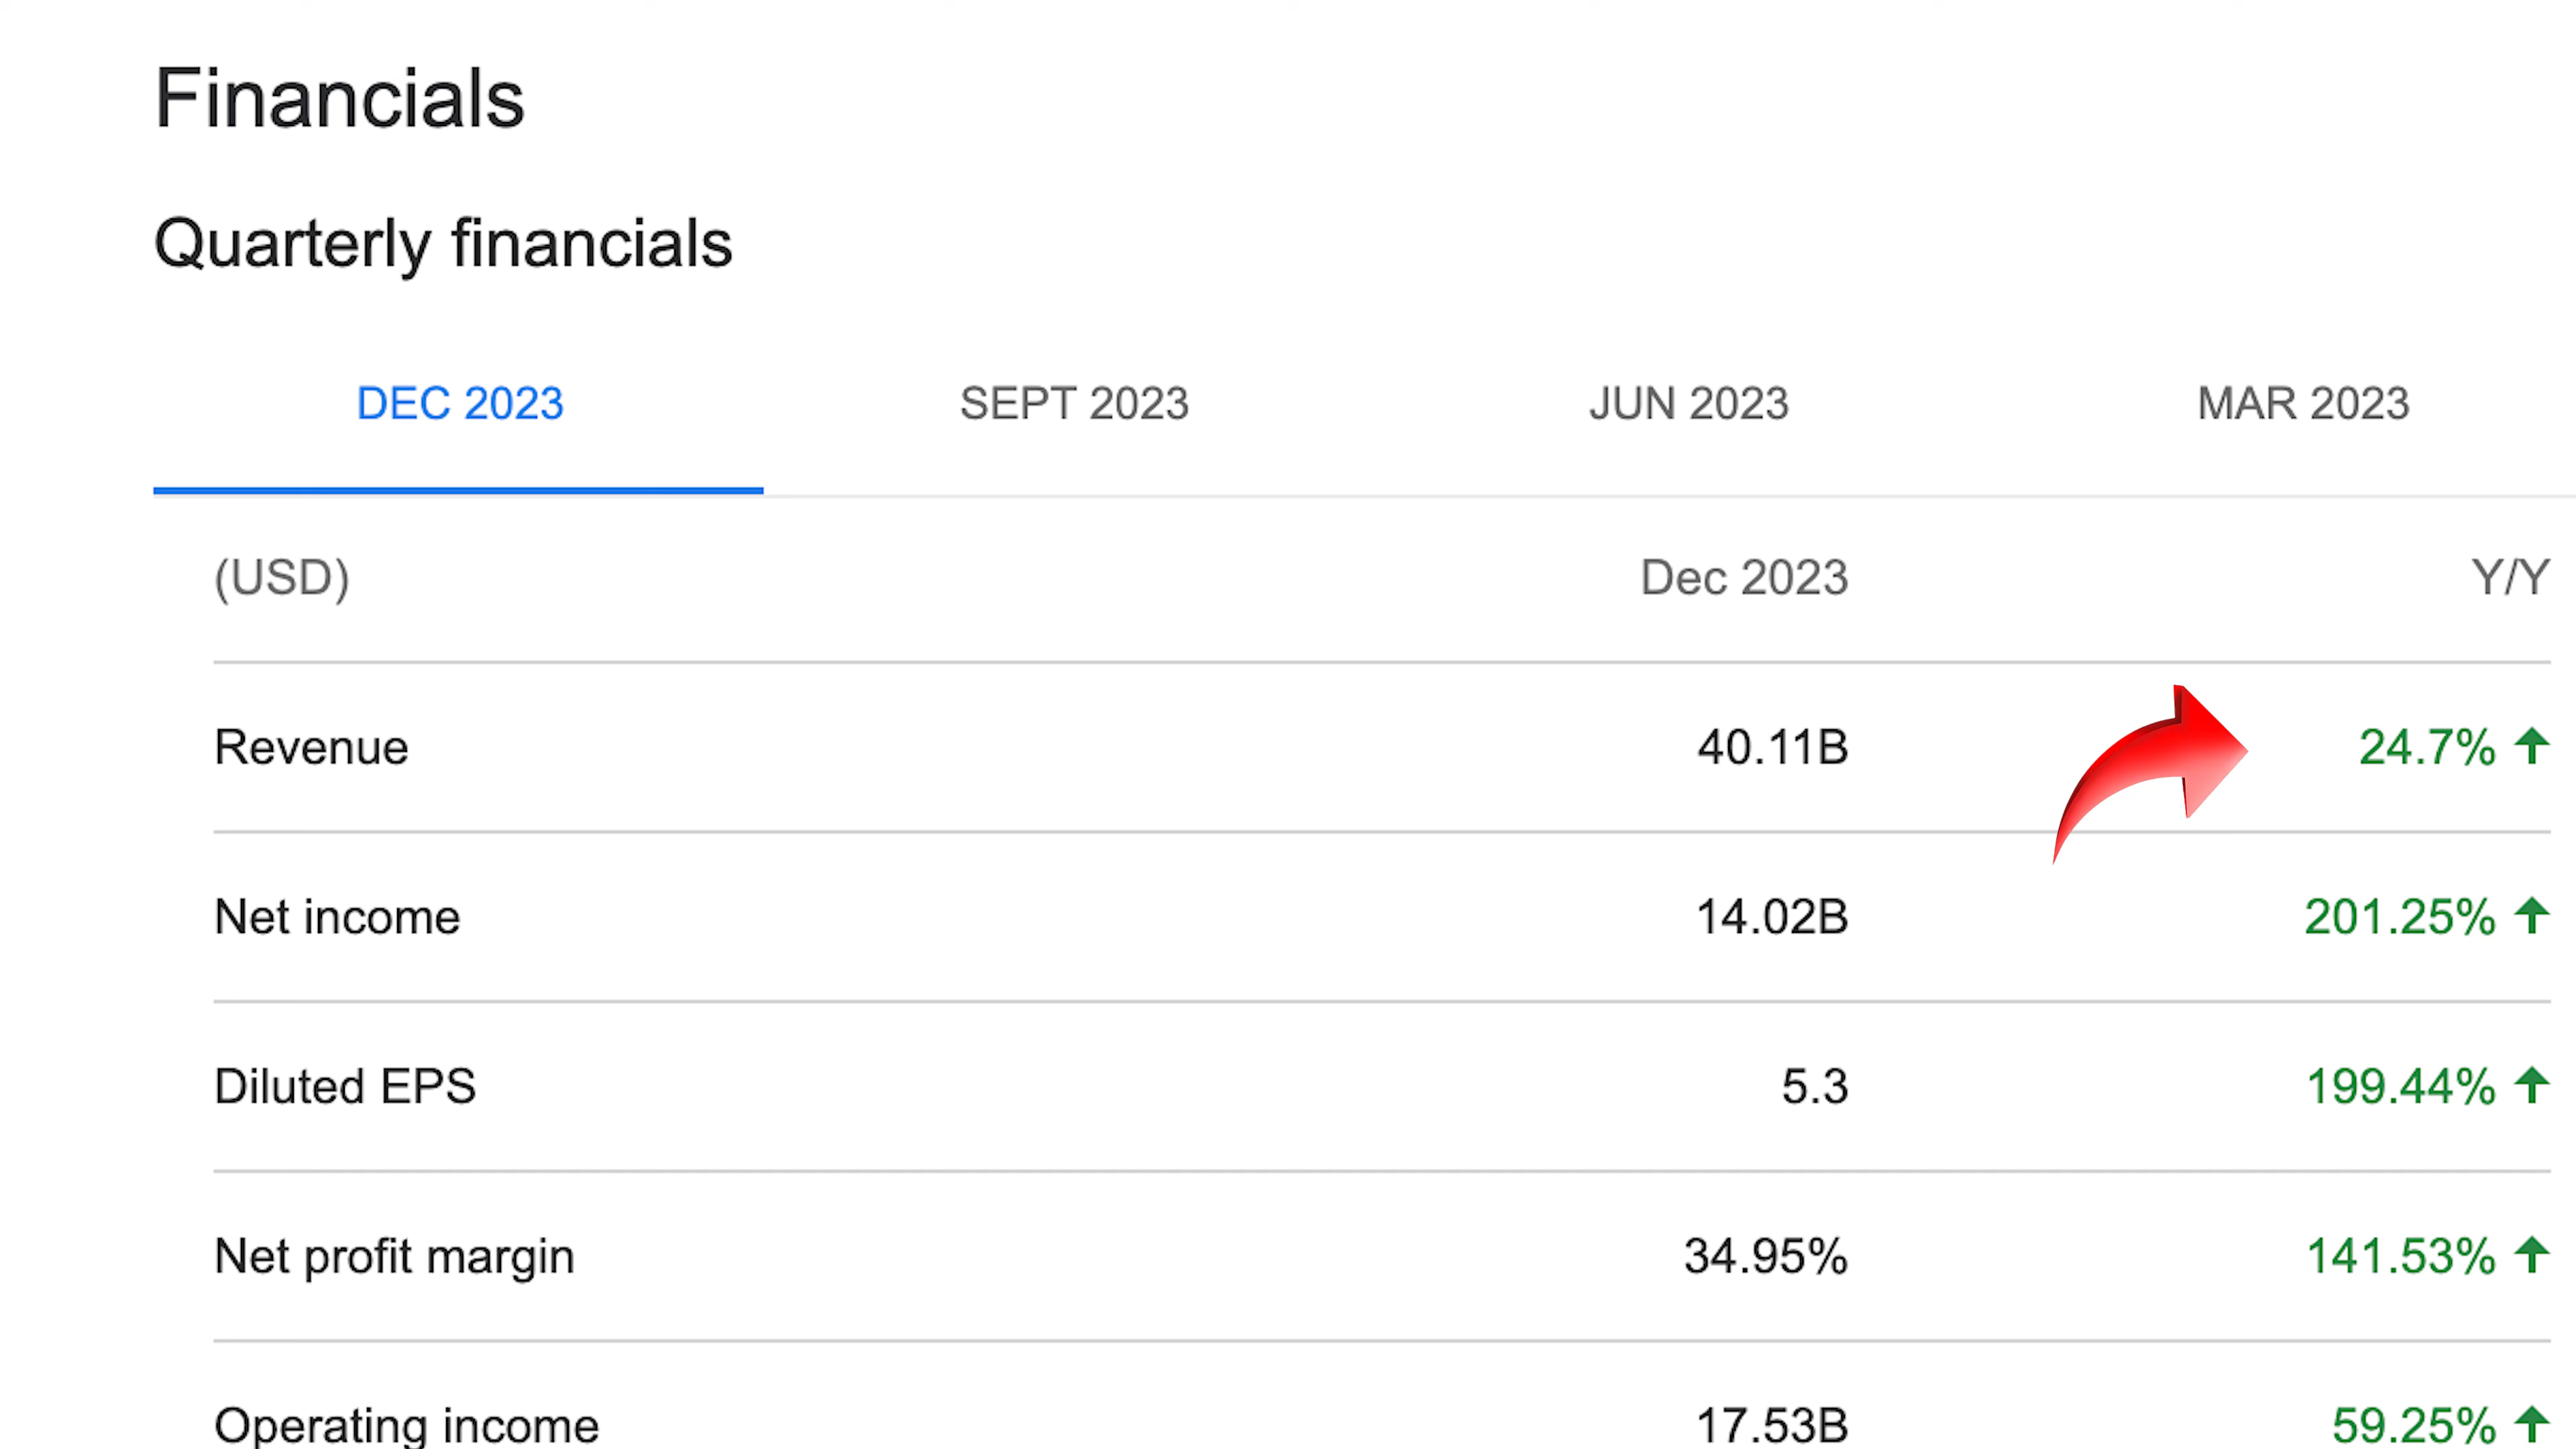 Financials
Quarterly financials
DEC 2023 SEPT 2023 JUN 2023 MAR 2023
(USD) Dec 2023 Y/Y
Revenue 40.11B 24.7%
Net income 14.02B 201.25%
Diluted EPS 5.3 199.44%
Net profit margin 34.95% 141.53%
Operating income 17.53B 59.25%